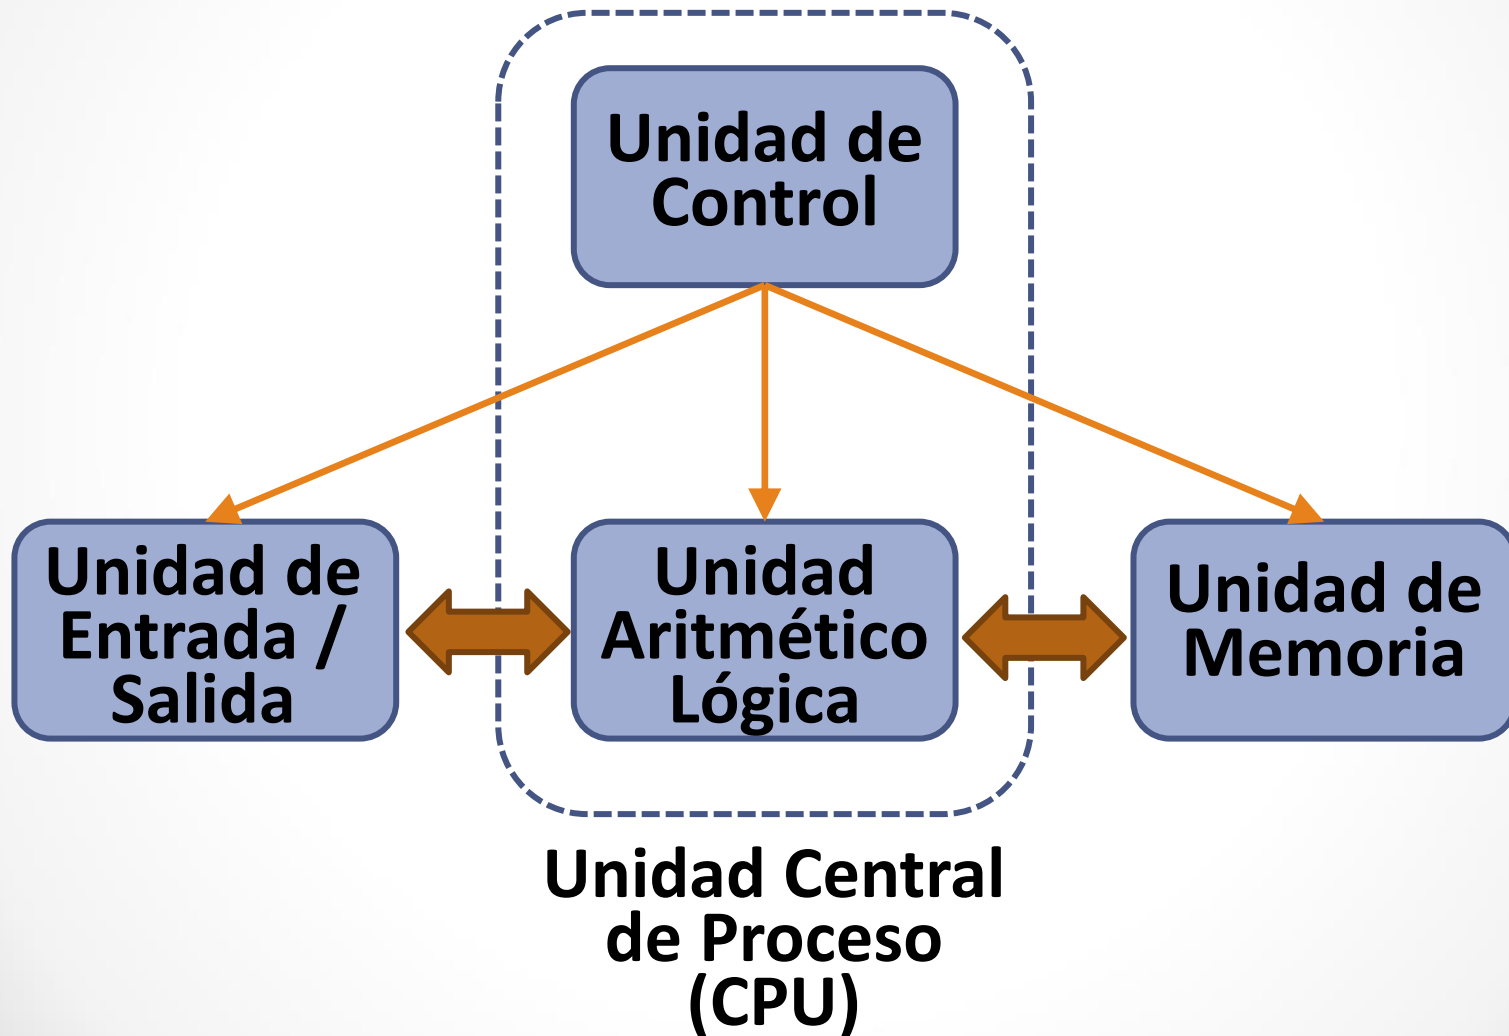 Unidad de
Control
Unidad de
Entrada /
Salida
Unidad
Aritmético
Lógica
Unidad de
Memoria
Unidad Central
de Proceso
(CPU)